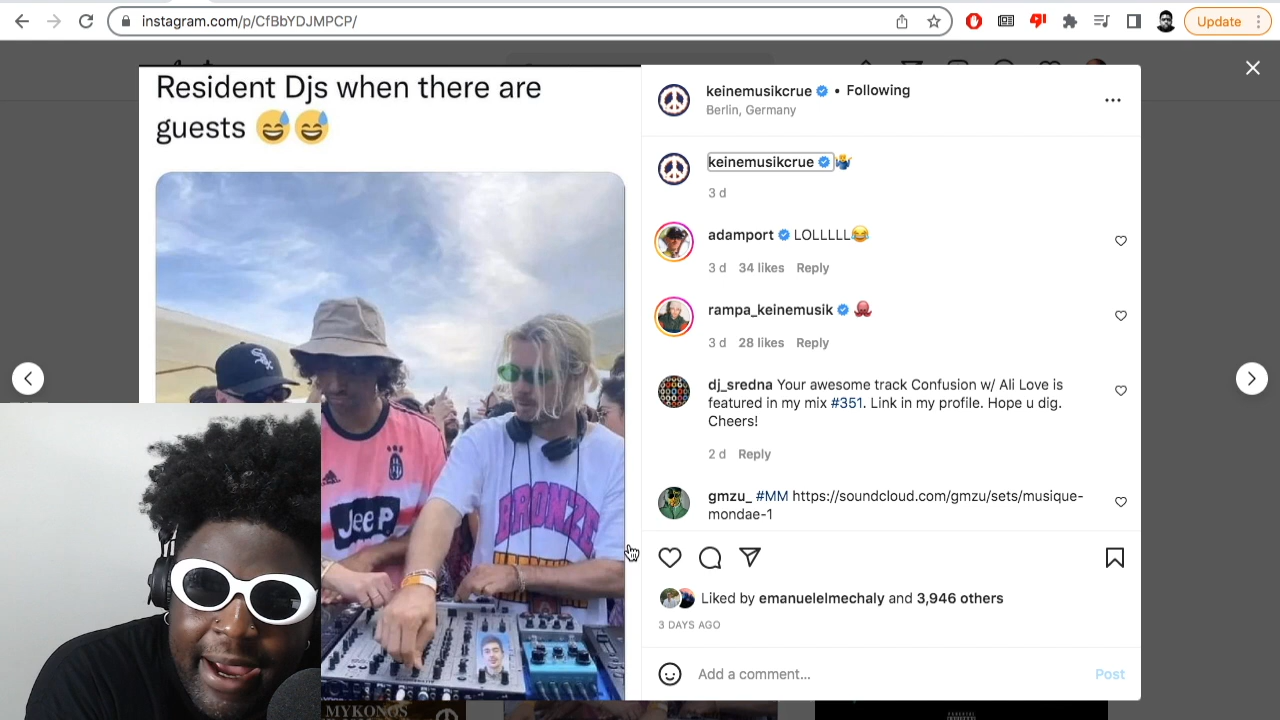 instagram.com/p/CfBbYDJMPCP/
Update
Resident Djs when there are
guests 😅😅
keinemusikcrue • Following
Berlin, Germany
keinemusikcrue 🤷‍♂️
3 d
adamport LOLLLLL😂
3 d 34 likes Reply
rampa_keinemusik 🐙
3 d 28 likes Reply
dj_sredna Your awesome track Confusion w/ Ali Love is
featured in my mix #351. Link in my profile. Hope u dig.
Cheers!
2 d Reply
gmzu_ #MM https://soundcloud.com/gmzu/sets/musique-
mondae-1
Liked by emanuelelmechaly and 3,946 others
3 DAYS AGO
Add a comment... Post
Jeep
BRONZE
MYKONOS